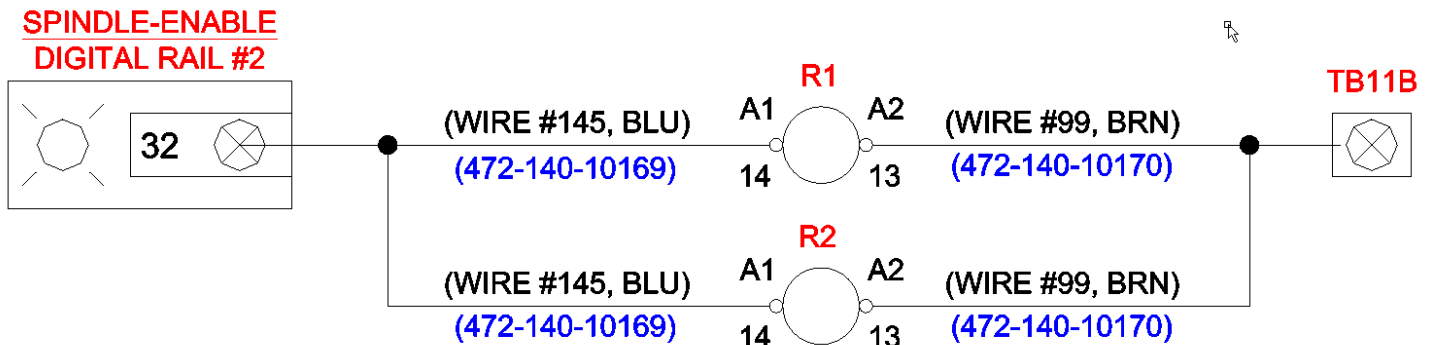 SPINDLE-ENABLE
DIGITAL RAIL #2
32
(WIRE #145, BLU)
(472-140-10169)
R1
A1
A2
14
13
(WIRE #99, BRN)
(472-140-10170)
TB11B
(WIRE #145, BLU)
(472-140-10169)
R2
A1
A2
14
13
(WIRE #99, BRN)
(472-140-10170)